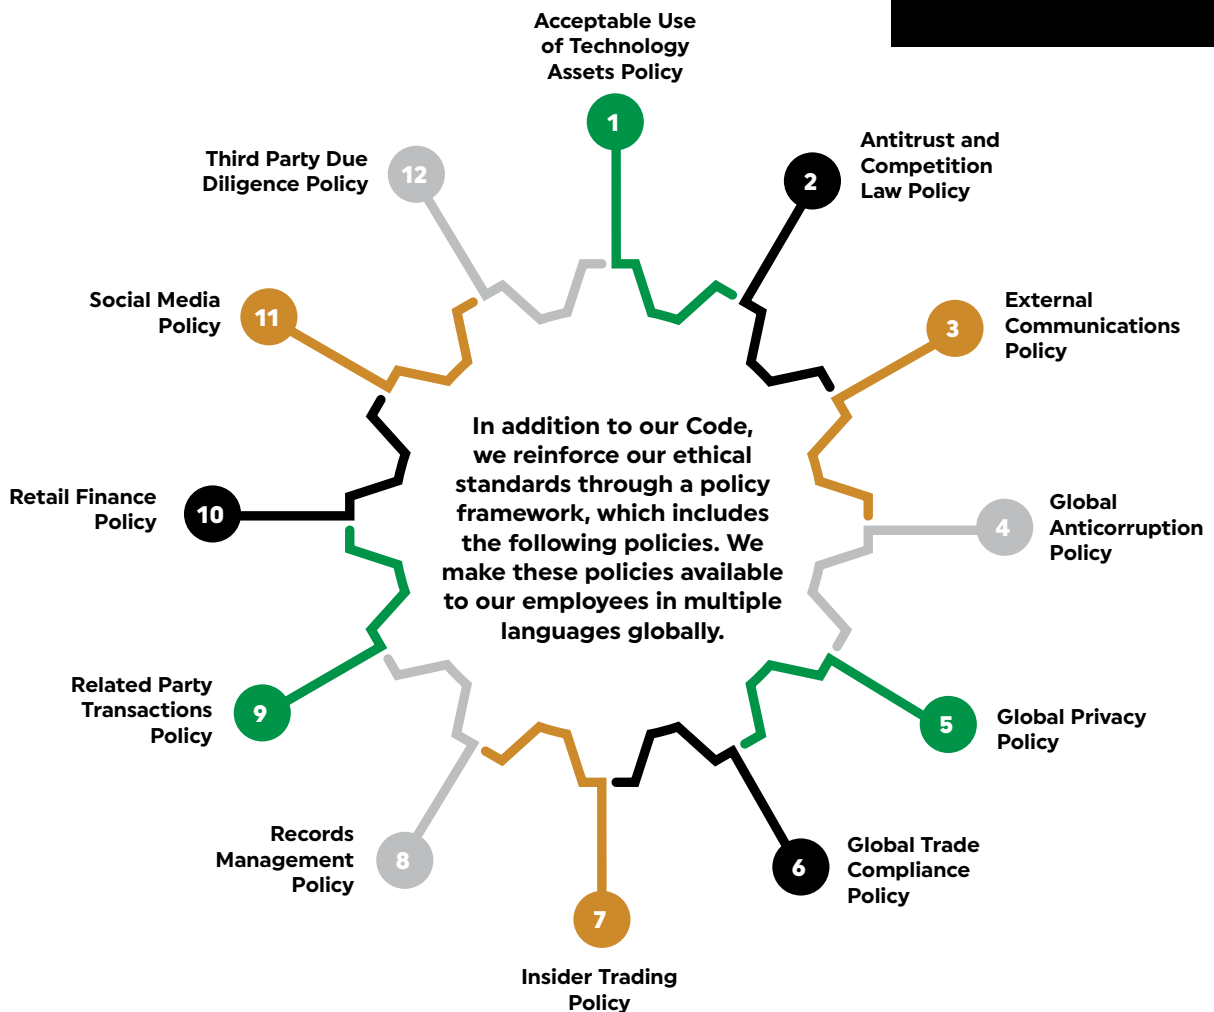 Acceptable Use
of Technology
Assets Policy
1
Antitrust and
Competition
Law Policy
2
External
Communications
Policy
3
Global
Anticorruption
Policy
4
Global Privacy
Policy
5
Global Trade
Compliance
Policy
6
Insider Trading
Policy
7
Records
Management
Policy
8
Related Party
Transactions
Policy
9
Retail Finance
Policy
10
Social Media
Policy
11
Third Party Due
Diligence Policy
12
In addition to our Code,
we reinforce our ethical
standards through a policy
framework, which includes
the following policies. We
make these policies available
to our employees in multiple
languages globally.